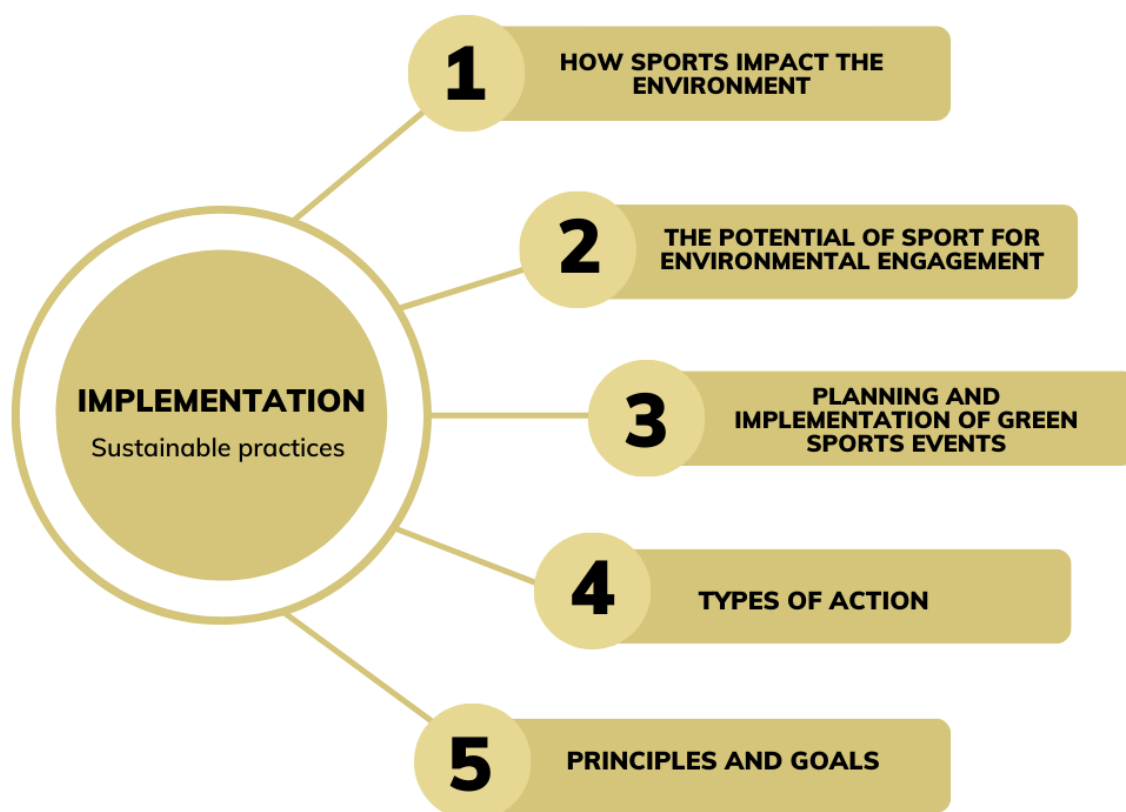 IMPLEMENTATION
Sustainable practices
1
HOW SPORTS IMPACT THE
ENVIRONMENT
2
THE POTENTIAL OF SPORT FOR
ENVIRONMENTAL ENGAGEMENT
3
PLANNING AND
IMPLEMENTATION OF GREEN
SPORTS EVENTS
4
TYPES OF ACTION
5
PRINCIPLES AND GOALS